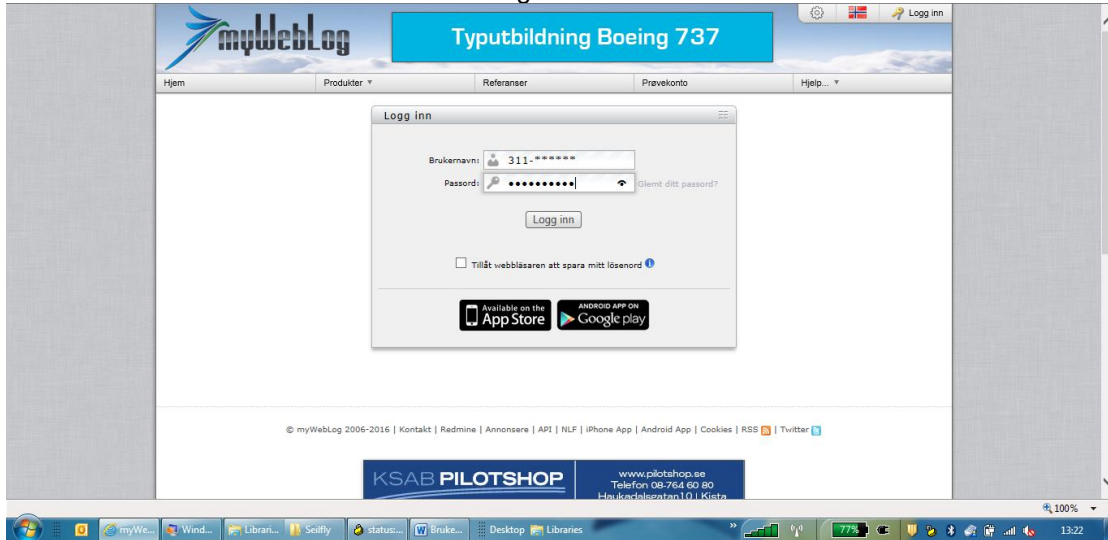 myWebLog
Typutbildning Boeing 737
Logg inn
Hjem Produkter ▼ Referanser Prøvekonto Hjelp... ▼
Logg inn
Brukernavn: 311-******
Passord: ●●●●●●●●●● Glemt ditt passord?
Logg inn
Tillåt webbläsaren att spara mitt lösenord
Available on the App Store
ANDROID APP ON Google play
© myWebLog 2006-2016 | Kontakt | Redmine | Annonsere | API | NLF | iPhone App | Android App | Cookies | RSS | Twitter
KSAB PILOTSHOP
www.pilotshop.se
Telefon 08-764 60 80
Haukadalsgatan 10 | Kista
100% ▼
myWe... Wind... Librari... Seilfly status:... Bruke... Desktop Libraries » 77% 13:22